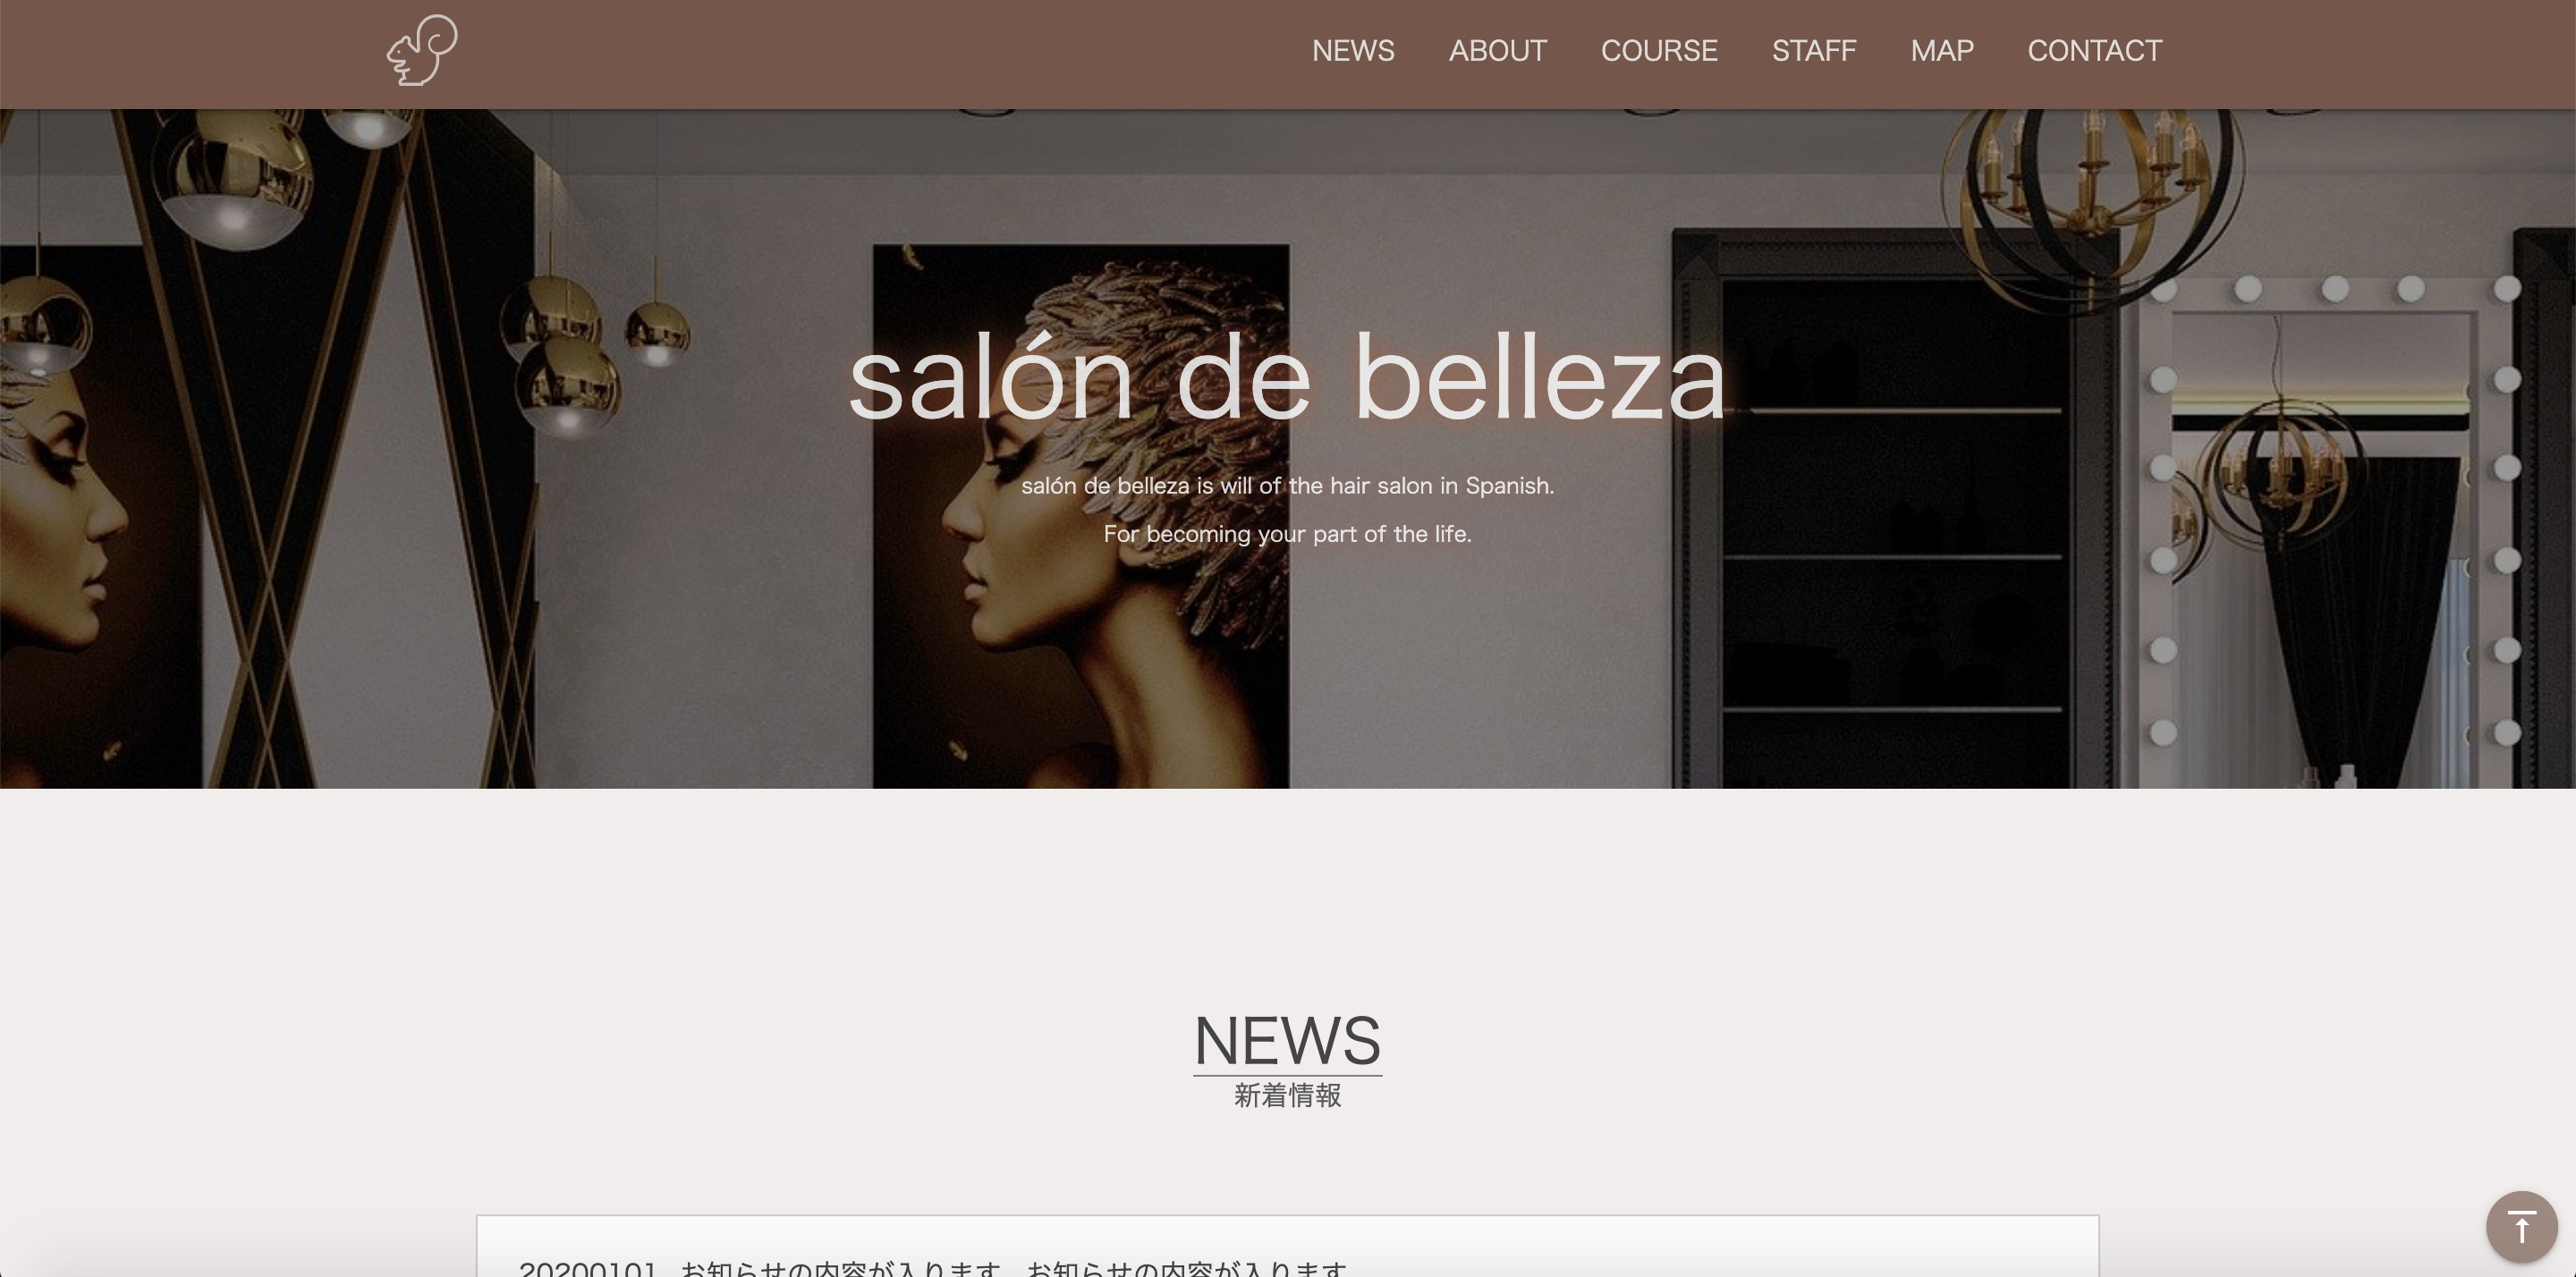 NEWS ABOUT COURSE STAFF MAP CONTACT
salón de belleza
salón de belleza is will of the hair salon in Spanish.
For becoming your part of the life.
NEWS
新着情報
20200101 お知らせの内容が入ります。お知らせの内容が入ります。